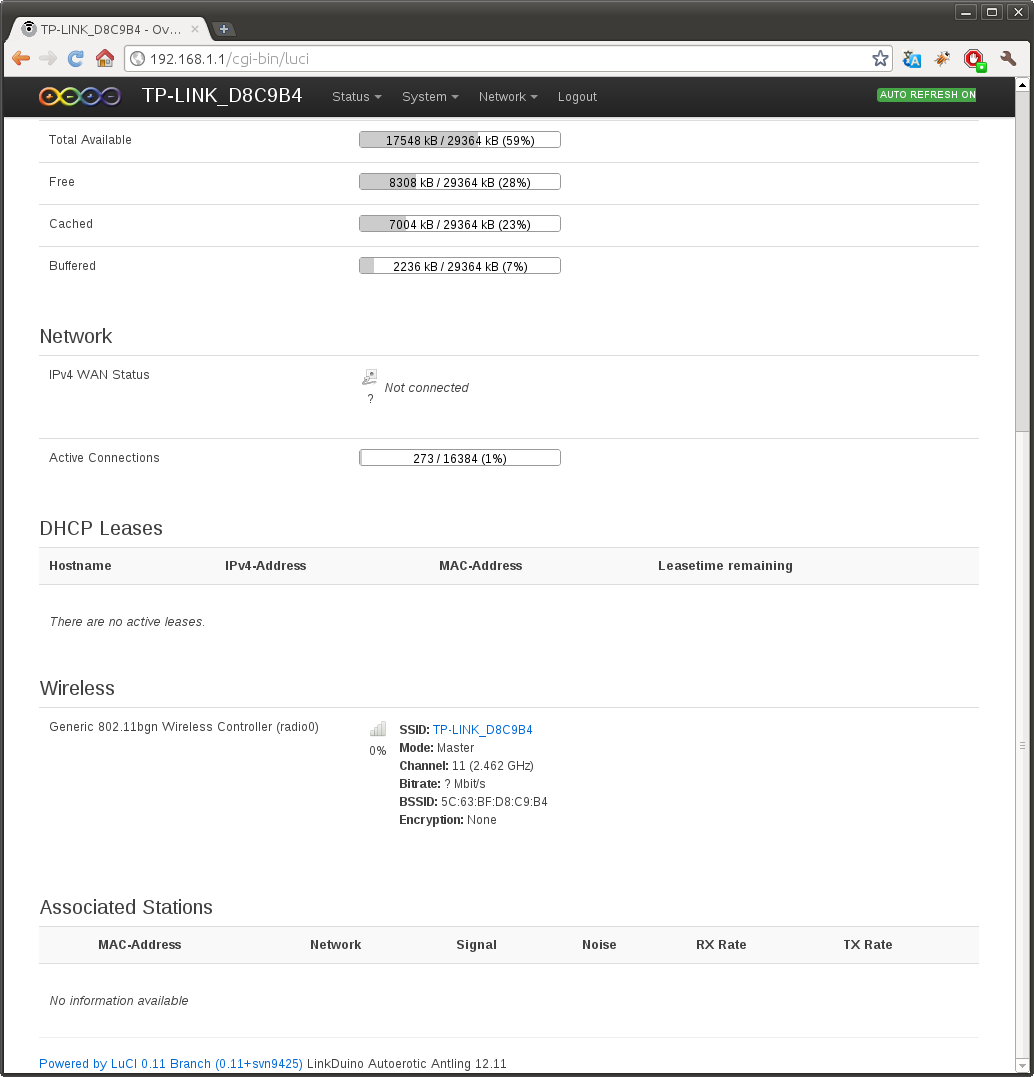 TP-LINK_D8C9B4 - Ov...
192.168.1.1/cgi-bin/luci
TP-LINK_D8C9B4 Status System Network Logout AUTO REFRESH ON
Total Available 17548 kB / 29364 kB (59%)
Free 8308 kB / 29364 kB (28%)
Cached 7004 kB / 29364 kB (23%)
Buffered 2236 kB / 29364 kB (7%)
Network
IPv4 WAN Status
Not connected
?
Active Connections 273 / 16384 (1%)
DHCP Leases
Hostname IPv4-Address MAC-Address Leasetime remaining
There are no active leases.
Wireless
Generic 802.11bgn Wireless Controller (radio0)
0%
SSID: TP-LINK_D8C9B4
Mode: Master
Channel: 11 (2.462 GHz)
Bitrate: ? Mbit/s
BSSID: 5C:63:BF:D8:C9:B4
Encryption: None
Associated Stations
MAC-Address Network Signal Noise RX Rate TX Rate
No information available
Powered by LuCI 0.11 Branch (0.11+svn9425) LinkDuino Autoerotic Antling 12.11